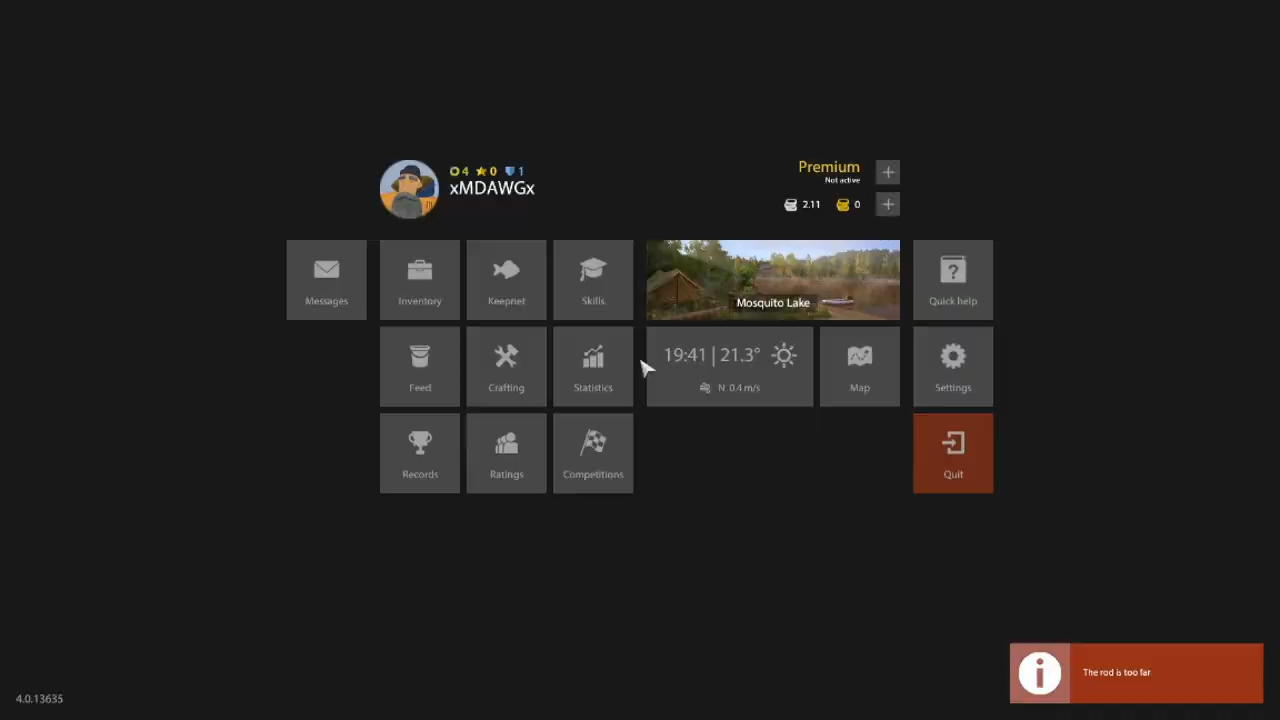 4 0 1
xMDAWGx
Premium
Not active
2.11 0
Messages
Inventory
Keepnet
Skills
Mosquito Lake
Quick help
Feed
Crafting
Statistics
19:41 | 21.3°
N 0.4 m/s
Map
Settings
Records
Ratings
Competitions
Quit
The rod is too far
4.0.13635